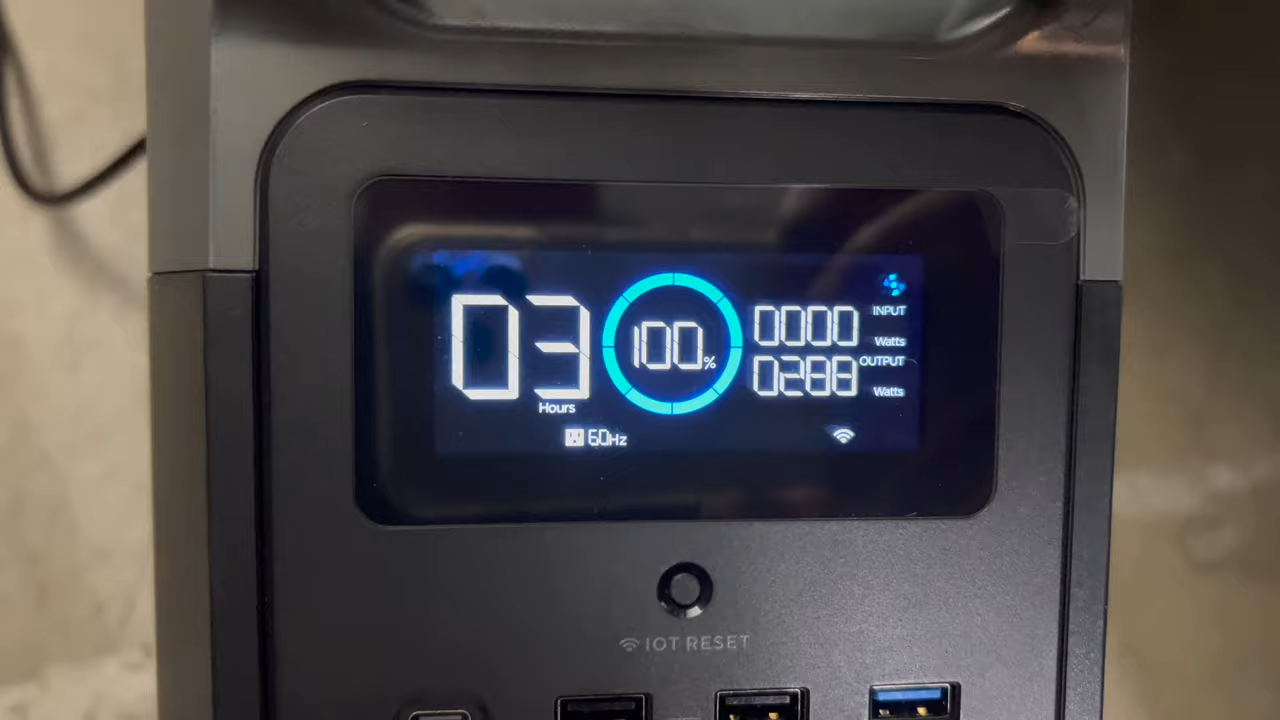 03 Hours
100%
0000 INPUT Watts
0288 OUTPUT Watts
60Hz
IOT RESET